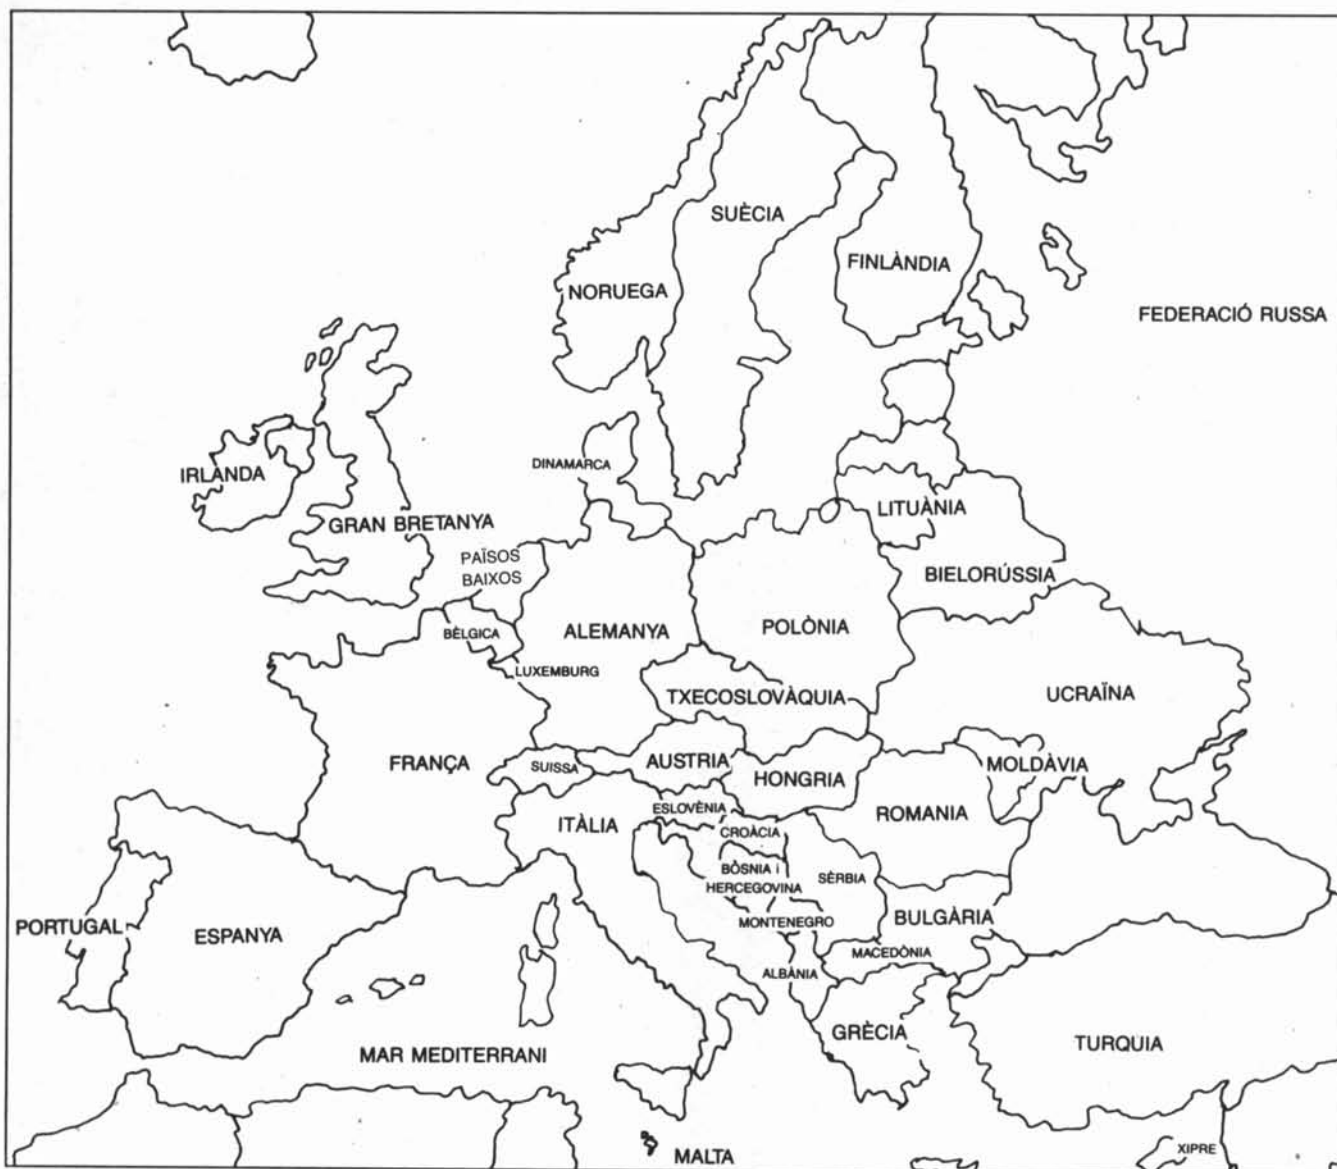 SUÈCIA
FINLÀNDIA
NORUEGA
FEDERACIÓ RUSSA
DINAMARCA
IRLANDA
LITUÀNIA
GRAN BRETANYA
PAÏSOS
BAIXOS
BIELORÚSSIA
BÈLGICA
ALEMANYA
POLÒNIA
LUXEMBURG
TXECOSLOVÀQUIA
UCRAÏNA
FRANÇA
SUISSA
AUSTRIA
HONGRIA
MOLDÀVIA
ESLOVÈNIA
ROMANIA
ITÀLIA
CROÀCIA
BÒSNIA i
HERCEGOVINA
SÈRBIA
PORTUGAL
ESPANYA
MONTENEGRO
BULGÀRIA
MACEDÒNIA
ALBÀNIA
GRÈCIA
TURQUIA
MAR MEDITERRANI
MALTA
XIPRE